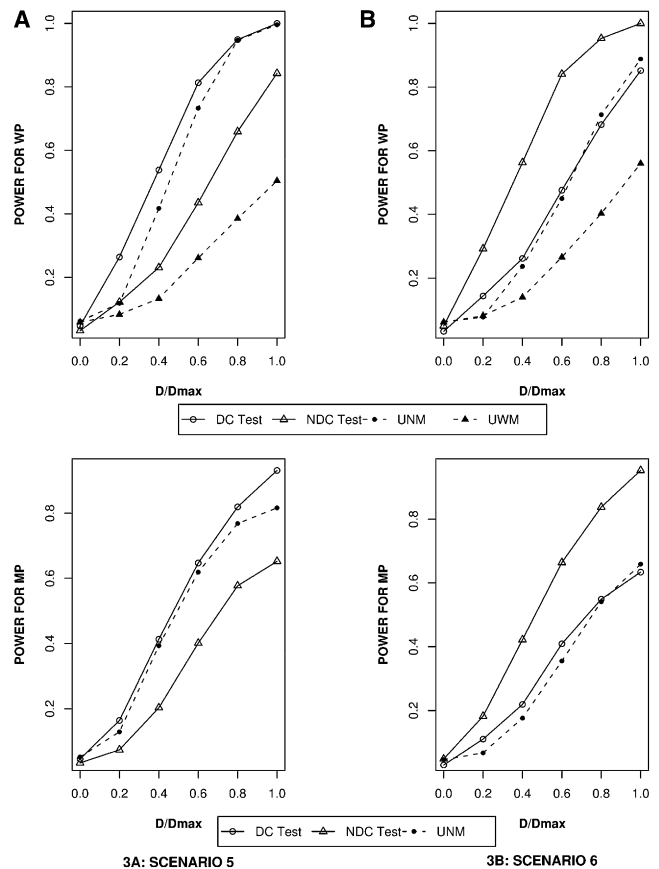 A
B
POWER FOR WP
1.0
0.8
0.6
0.4
0.2
0.0 0.2 0.4 0.6 0.8 1.0
D/Dmax
POWER FOR WP
1.0
0.8
0.6
0.4
0.2
0.0 0.2 0.4 0.6 0.8 1.0
D/Dmax
DC Test NDC Test UNM UWM
POWER FOR MP
0.8
0.6
0.4
0.2
0.0 0.2 0.4 0.6 0.8 1.0
D/Dmax
POWER FOR MP
0.8
0.6
0.4
0.2
0.0 0.2 0.4 0.6 0.8 1.0
D/Dmax
DC Test NDC Test UNM
3A: SCENARIO 5
3B: SCENARIO 6